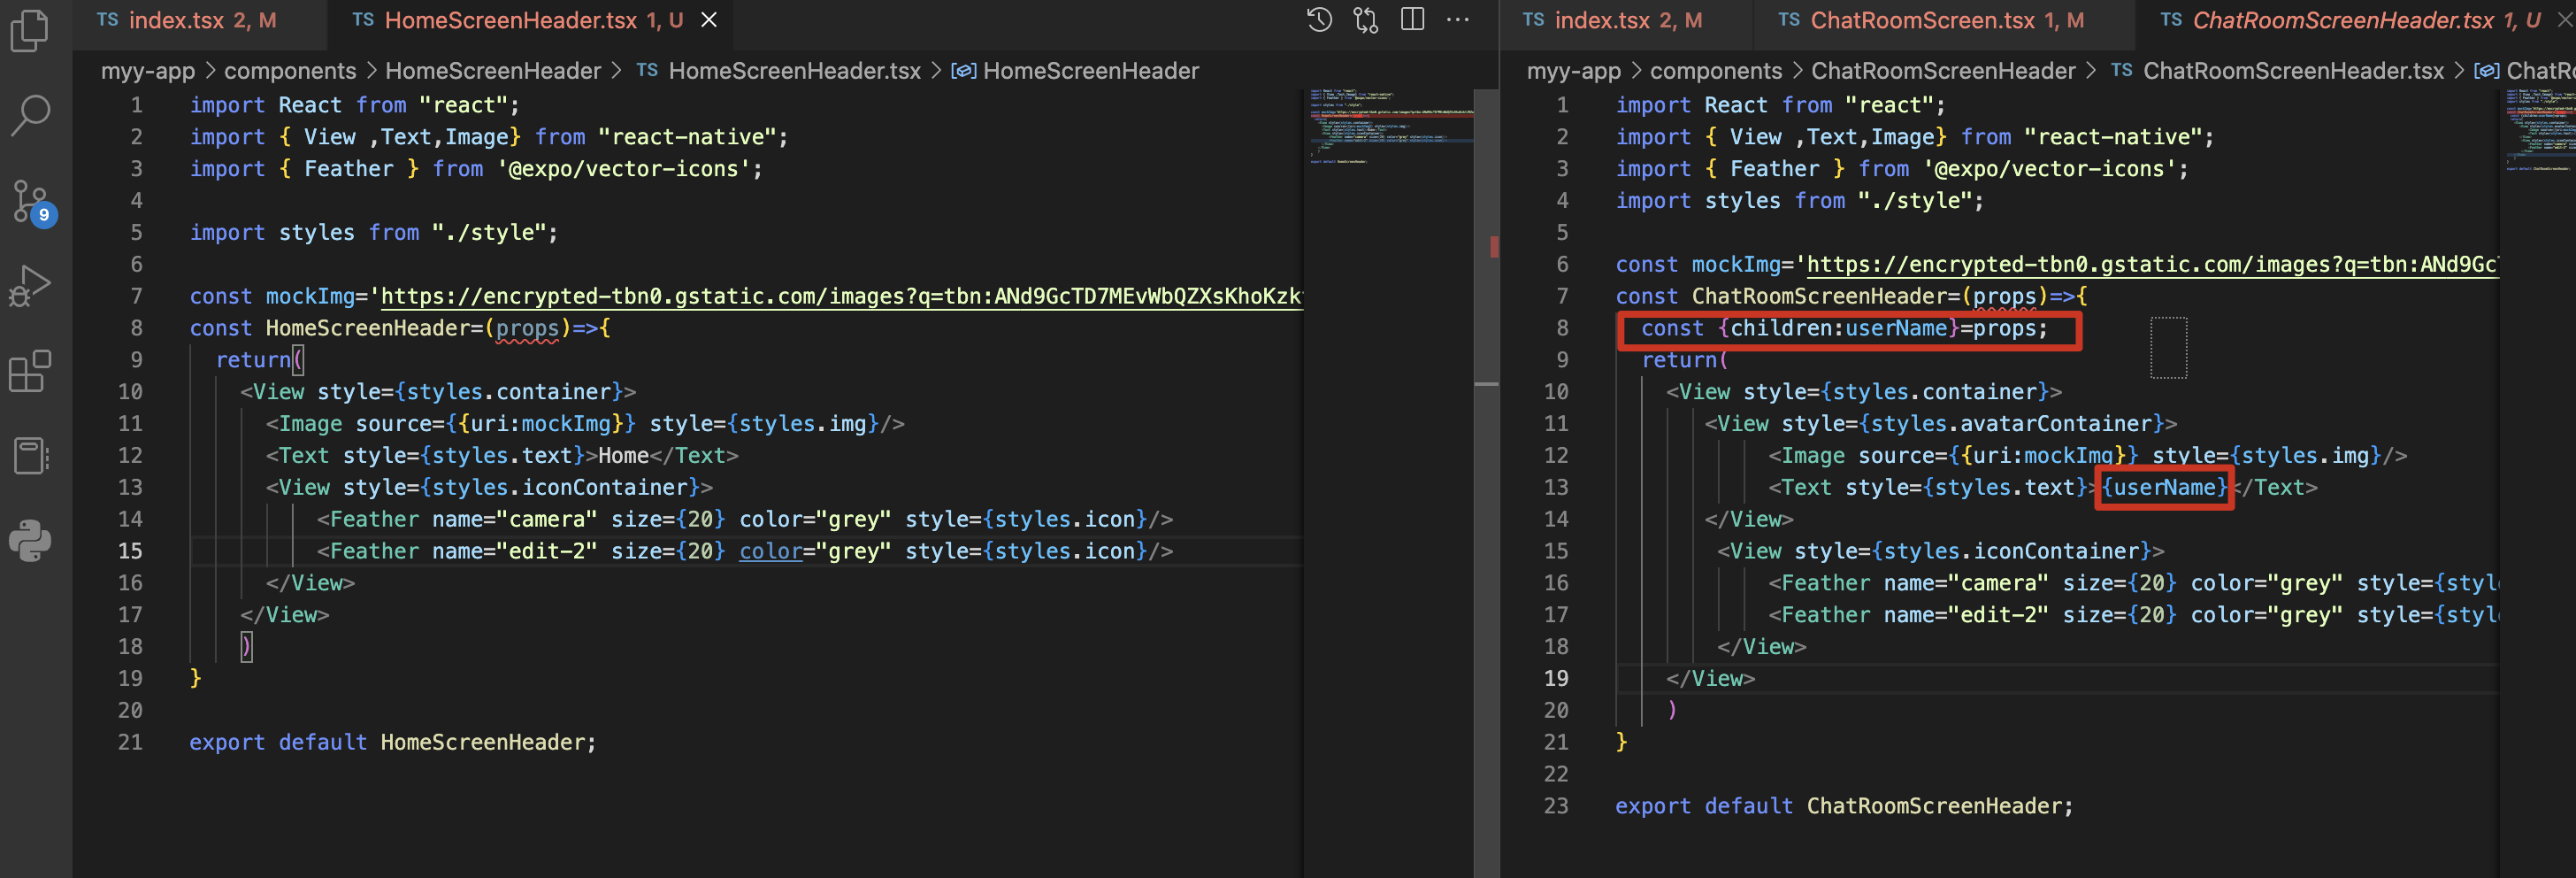 index.tsx 2, M
HomeScreenHeader.tsx 1, U
myy-app > components > HomeScreenHeader > TS HomeScreenHeader.tsx > HomeScreenHeader
1 import React from "react";
2 import { View ,Text,Image} from "react-native";
3 import { Feather } from '@expo/vector-icons';
4
5 import styles from "./style";
6
7 const mockImg='https://encrypted-tbn0.gstatic.com/images?q=tbn:ANd9GcTD7MEvWbQZXsKhoKzk
8 const HomeScreenHeader=(props)=>{
9 return(
10 <View style={styles.container}>
11 <Image source={{uri:mockImg}} style={styles.img}/>
12 <Text style={styles.text}>Home</Text>
13 <View style={styles.iconContainer}>
14 <Feather name="camera" size={20} color="grey" style={styles.icon}/>
15 <Feather name="edit-2" size={20} color="grey" style={styles.icon}/>
16 </View>
17 </View>
18 )
19 }
20
21 export default HomeScreenHeader;
9
TS index.tsx 2, M
TS ChatRoomScreen.tsx 1, M
TS ChatRoomScreenHeader.tsx 1, U
myy-app > components > ChatRoomScreenHeader > TS ChatRoomScreenHeader.tsx > ChatR
1 import React from "react";
2 import { View ,Text,Image} from "react-native";
3 import { Feather } from '@expo/vector-icons';
4 import styles from "./style";
5
6 const mockImg='https://encrypted-tbn0.gstatic.com/images?q=tbn:ANd9GcT
7 const ChatRoomScreenHeader=(props)=>{
8 const {children:userName}=props;
9 return(
10 <View style={styles.container}>
11 <View style={styles.avatarContainer}>
12 <Image source={{uri:mockImg}} style={styles.img}/>
13 <Text style={styles.text}>{userName}</Text>
14 </View>
15 <View style={styles.iconContainer}>
16 <Feather name="camera" size={20} color="grey" style={styl
17 <Feather name="edit-2" size={20} color="grey" style={styl
18 </View>
19 </View>
20 )
21 }
22
23 export default ChatRoomScreenHeader;